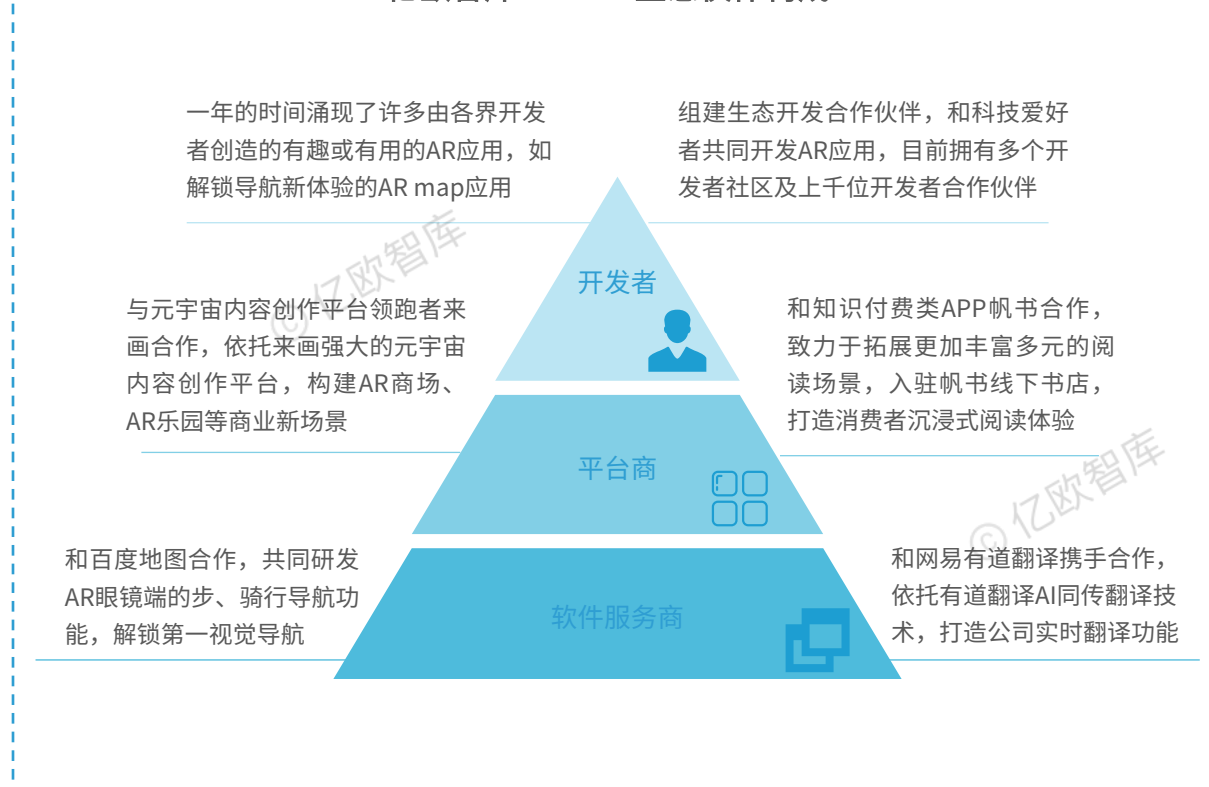 一年的时间涌现了许多由各界开发
者创造的有趣或有用的AR应用，如
解锁导航新体验的AR map应用
组建生态开发合作伙伴，和科技爱好
者共同开发AR应用，目前拥有多个开
发者社区及上千位开发者合作伙伴
开发者
与元宇宙内容创作平台领跑者来
画合作，依托来画强大的元宇宙
内容创作平台，构建AR商场、
AR乐园等商业新场景
和知识付费类APP帆书合作，
致力于拓展更加丰富多元的阅
读场景，入驻帆书线下书店，
打造消费者沉浸式阅读体验
平台商
和百度地图合作，共同研发
AR眼镜端的步、骑行导航功
能，解锁第一视觉导航
和网易有道翻译携手合作，
依托有道翻译AI同传翻译技
术，打造公司实时翻译功能
软件服务商
© 亿欧智库
© 亿欧智库